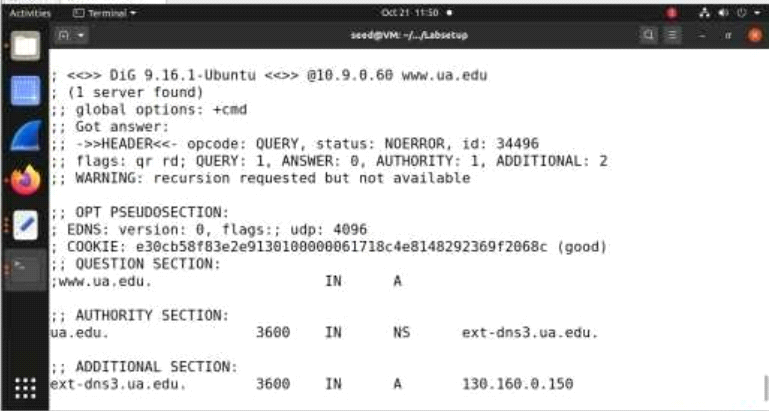 Activities Terminal Oct 21 11:50
seed@VM: ~/.../Labsetup
; <<>> DiG 9.16.1-Ubuntu <<>> @10.9.0.60 www.ua.edu
; (1 server found)
;; global options: +cmd
;; Got answer:
;; ->>HEADER<<- opcode: QUERY, status: NOERROR, id: 34496
;; flags: qr rd; QUERY: 1, ANSWER: 0, AUTHORITY: 1, ADDITIONAL: 2
;; WARNING: recursion requested but not available
;; OPT PSEUDOSECTION:
; EDNS: version: 0, flags:; udp: 4096
; COOKIE: e30cb58f83e2e9130100000061718c4e8148292369f2068c (good)
;; QUESTION SECTION:
;www.ua.edu. IN A
;; AUTHORITY SECTION:
ua.edu. 3600 IN NS ext-dns3.ua.edu.
;; ADDITIONAL SECTION:
ext-dns3.ua.edu. 3600 IN A 130.160.0.150